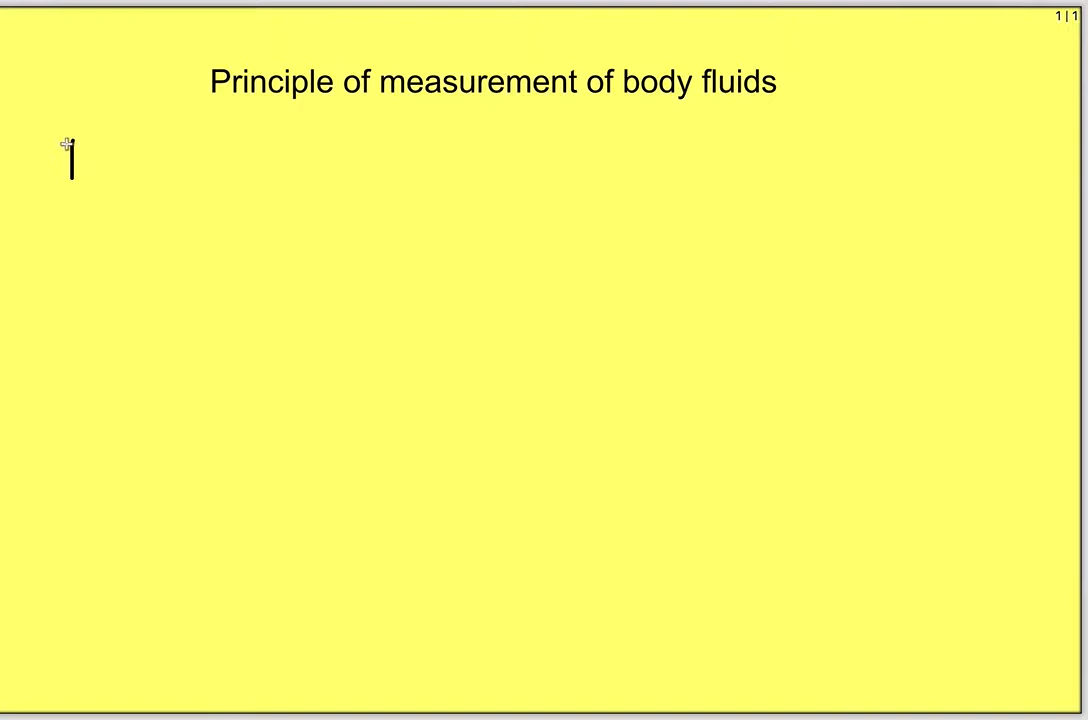 1 | 1
Principle of measurement of body fluids